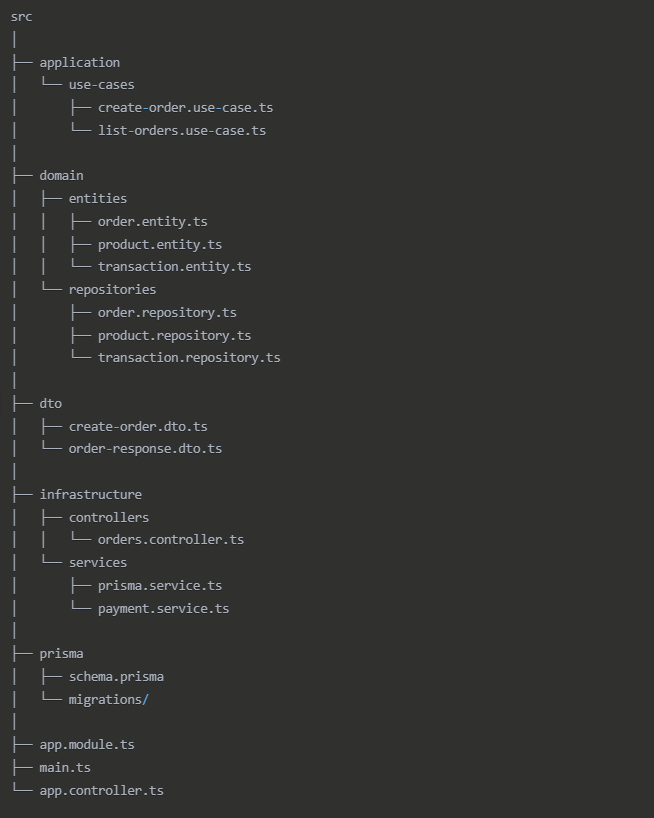 src
│
├── application
│   └── use-cases
│       ├── create-order.use-case.ts
│       └── list-orders.use-case.ts
│
├── domain
│   ├── entities
│   │   ├── order.entity.ts
│   │   ├── product.entity.ts
│   │   └── transaction.entity.ts
│   └── repositories
│       ├── order.repository.ts
│       ├── product.repository.ts
│       └── transaction.repository.ts
│
├── dto
│   ├── create-order.dto.ts
│   └── order-response.dto.ts
│
├── infrastructure
│   ├── controllers
│   │   └── orders.controller.ts
│   └── services
│       ├── prisma.service.ts
│       └── payment.service.ts
│
├── prisma
│   ├── schema.prisma
│   └── migrations/
│
├── app.module.ts
├── main.ts
└── app.controller.ts